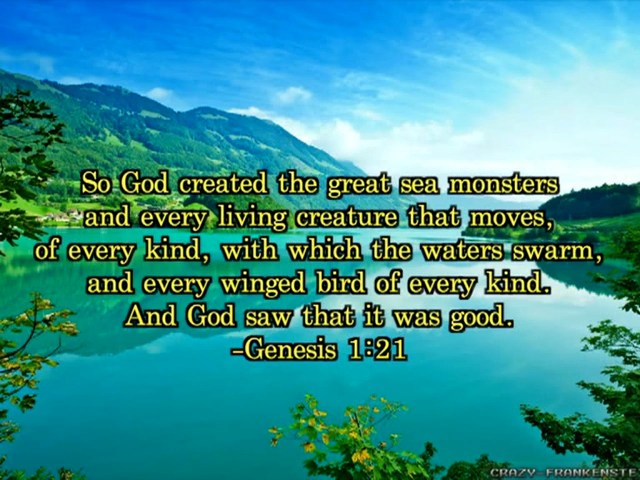 So God created the great sea monsters
and every living creature that moves,
of every kind, with which the waters swarm,
and every winged bird of every kind.
And God saw that it was good.
-Genesis 1:21
CRAZY-FRANKENSTE